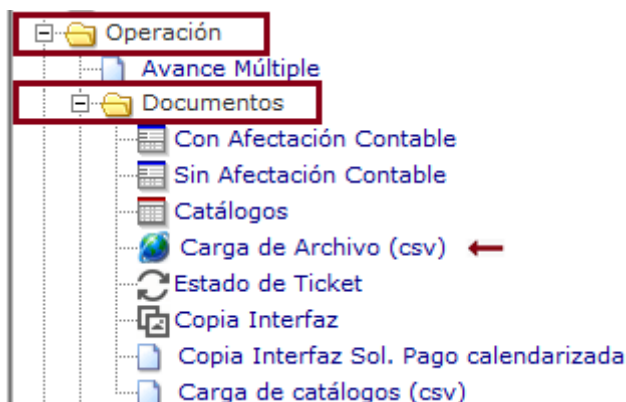 Operación
Avance Múltiple
Documentos
Con Afectación Contable
Sin Afectación Contable
Catálogos
Carga de Archivo (csv)
Estado de Ticket
Copia Interfaz
Copia Interfaz Sol. Pago calendarizada
Carga de catálogos (csv)